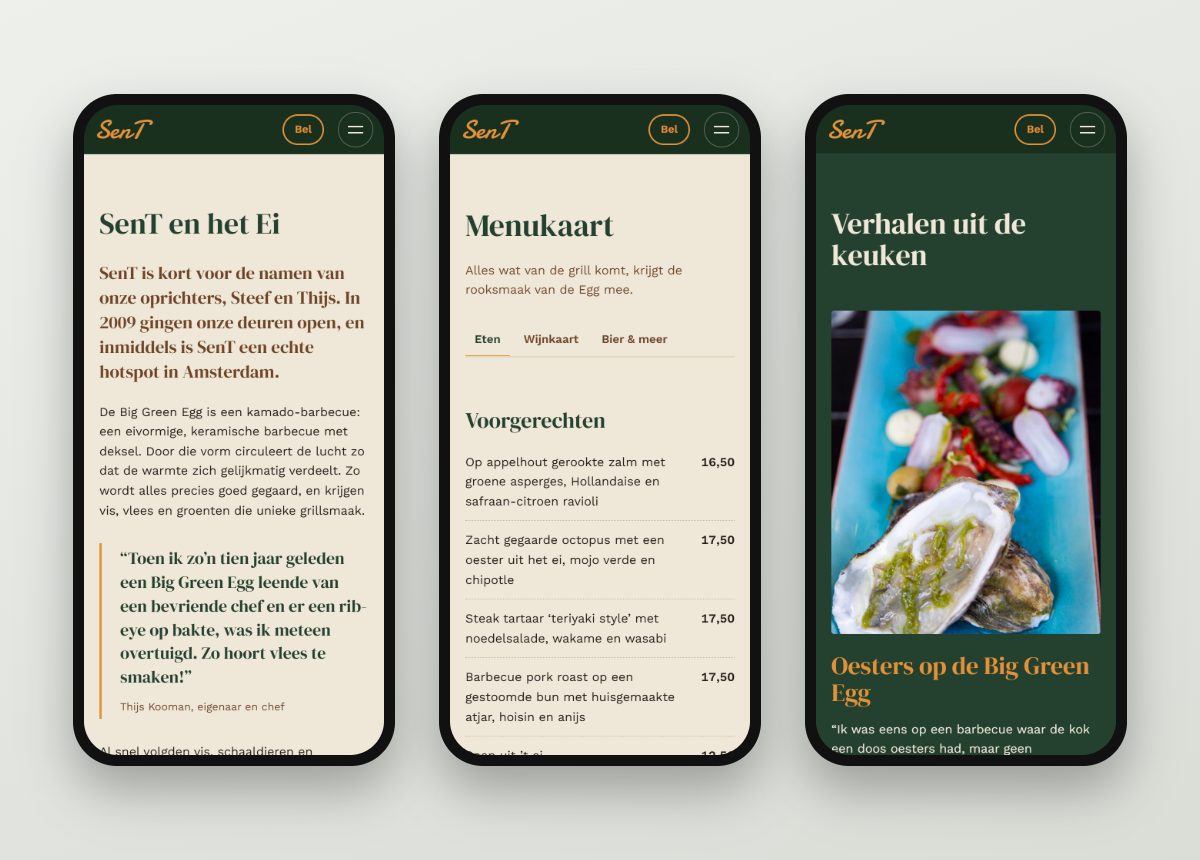 SenT
Bel
SenT en het Ei
SenT is kort voor de namen van
onze oprichters, Steef en Thijs. In
2009 gingen onze deuren open, en
inmiddels is SenT een echte
hotspot in Amsterdam.
De Big Green Egg is een kamado-barbecue:
een eivormige, keramische barbecue met
deksel. Door die vorm circuleert de lucht zo
dat de warmte zich gelijkmatig verdeelt. Zo
wordt alles precies goed gegaard, en krijgen
vis, vlees en groenten die unieke grillsmaak.
“Toen ik zo’n tien jaar geleden
een Big Green Egg leende van
een bevriende chef en er een rib-
eye op bakte, was ik meteen
overtuigd. Zo hoort vlees te
smaken!”
Thijs Kooman, eigenaar en chef
Al snel volgden vis, schaaldieren en
SenT
Bel
Menukaart
Alles wat van de grill komt, krijgt de
rooksmaak van de Egg mee.
Eten Wijnkaart Bier & meer
Voorgerechten
Op appelhout gerookte zalm met 16,50
groene asperges, Hollandaise en
safraan-citroen ravioli
Zacht gegaarde octopus met een 17,50
oester uit het ei, mojo verde en
chipotle
Steak tartaar ‘teriyaki style’ met 17,50
noedelsalade, wakame en wasabi
Barbecue pork roast op een 17,50
gestoomde bun met huisgemaakte
atjar, hoisin en anijs
uit ’t ei
SenT
Bel
Verhalen uit de
keuken
Oesters op de Big Green
Egg
“Ik was eens op een barbecue waar de kok
een doos oesters had, maar geen